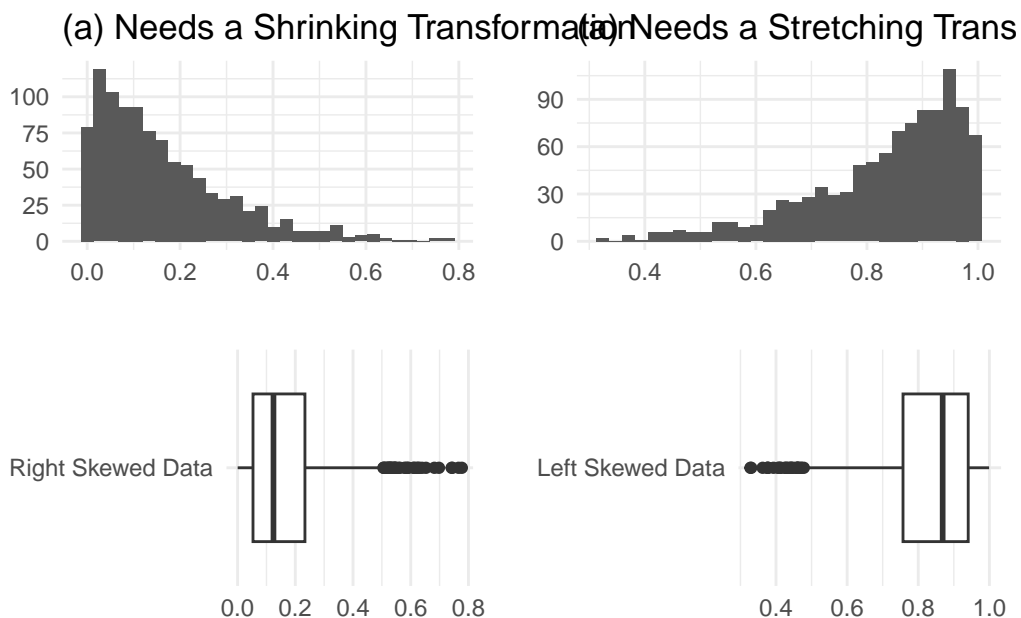 (a) Needs a Shrinking Transformation
(a) Needs a Stretching Trans
100
75
50
25
0
0.0 0.2 0.4 0.6 0.8
90
60
30
0
0.4 0.6 0.8 1.0
Right Skewed Data
0.0 0.2 0.4 0.6 0.8
Left Skewed Data
0.4 0.6 0.8 1.0